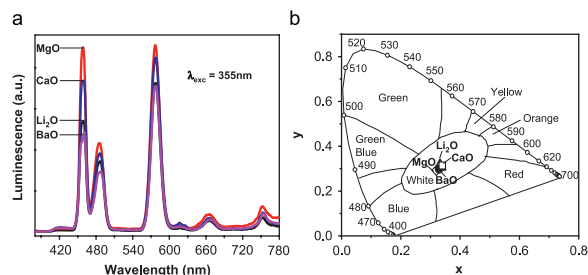 a
Luminescence (a.u.)
MgO
CaO
Li2O
BaO
λexc = 355nm
420 480 540 600 660 720 780
Wavelength (nm)
b
y
0.8
0.6
0.4
0.2
0.0
520 530
510 540
550
560
500 570
Green Yellow
580 Orange
590
600
Green
Blue
490
620
700
Li2O
MgO CaO
BaO
White
Red
480
470
Blue
400
0.0 0.2 0.4 0.6 0.8
x